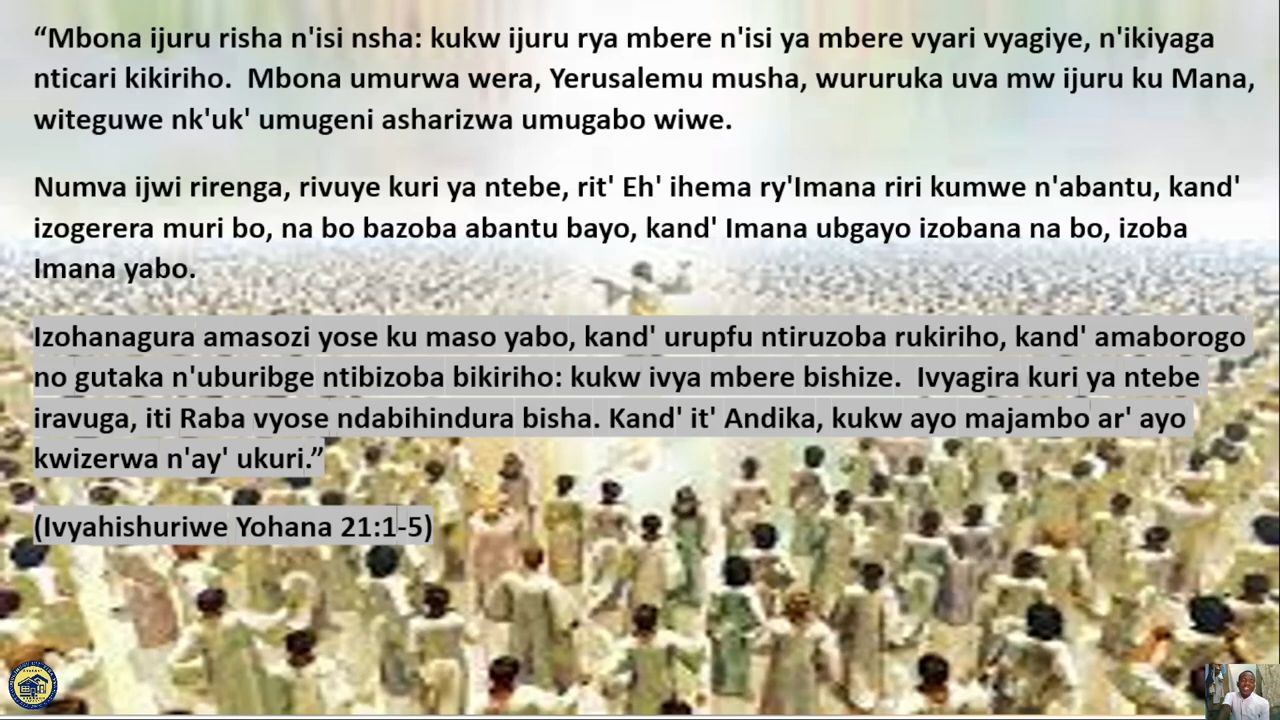 “Mbona ijuru risha n'isi nsha: kukw ijuru rya mbere n'isi ya mbere vyari vyagiye, n'ikiyaga
nticari kikiriho.  Mbona umurwa wera, Yerusalemu musha, wururuka uva mw ijuru ku Mana,
witeguwe nk'uk' umugeni asharizwa umugabo wiwe.
Numva ijwi rirenga, rivuye kuri ya ntebe, rit' Eh' ihema ry'Imana riri kumwe n'abantu, kand'
izogerera muri bo, na bo bazoba abantu bayo, kand' Imana ubgayo izobana na bo, izoba
Imana yabo.
Izohanagura amasozi yose ku maso yabo, kand' urupfu ntiruzoba rukiriho, kand' amaborogo
no gutaka n'uburibge ntibizoba bikiriho: kukw ivya mbere bishize.  Ivyagira kuri ya ntebe
iravuga, iti Raba vyose ndabihindura bisha. Kand' it' Andika, kukw ayo majambo ar' ayo
kwizerwa n'ay' ukuri.”
(Ivyahishuriwe Yohana 21:1-5)